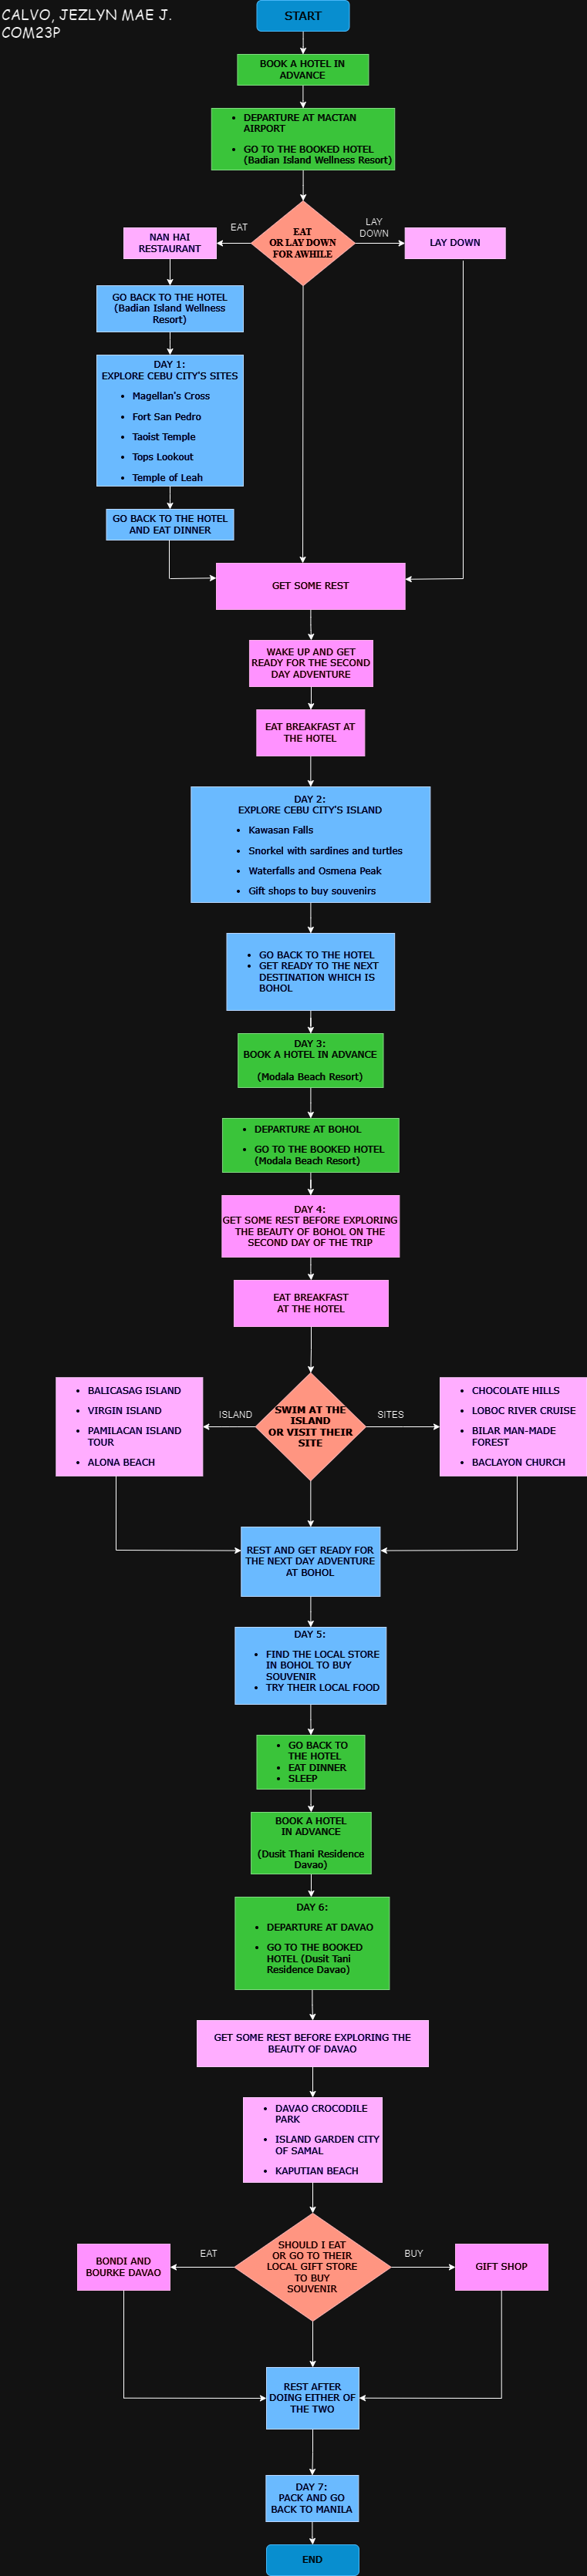 CALVO, JEZLYN MAE J.
COM23P
START
BOOK A HOTEL IN
ADVANCE
• DEPARTURE AT MACTAN
AIRPORT
• GO TO THE BOOKED HOTEL
(Badian Island Wellness Resort)
EAT
OR LAY DOWN
FOR AWHILE
EAT
LAY
DOWN
NAN HAI
RESTAURANT
LAY DOWN
GO BACK TO THE HOTEL
(Badian Island Wellness
Resort)
DAY 1:
EXPLORE CEBU CITY'S SITES
• Magellan's Cross
• Fort San Pedro
• Taoist Temple
• Tops Lookout
• Temple of Leah
GO BACK TO THE HOTEL
AND EAT DINNER
GET SOME REST
WAKE UP AND GET
READY FOR THE SECOND
DAY ADVENTURE
EAT BREAKFAST AT
THE HOTEL
DAY 2:
EXPLORE CEBU CITY'S ISLAND
• Kawasan Falls
• Snorkel with sardines and turtles
• Waterfalls and Osmena Peak
• Gift shops to buy souvenirs
• GO BACK TO THE HOTEL
• GET READY TO THE NEXT
DESTINATION WHICH IS
BOHOL
DAY 3:
BOOK A HOTEL IN ADVANCE
(Modala Beach Resort)
• DEPARTURE AT BOHOL
• GO TO THE BOOKED HOTEL
(Modala Beach Resort)
DAY 4:
GET SOME REST BEFORE EXPLORING
THE BEAUTY OF BOHOL ON THE
SECOND DAY OF THE TRIP
EAT BREAKFAST
AT THE HOTEL
SWIM AT THE
ISLAND
OR VISIT THEIR
SITE
ISLAND
SITES
• BALICASAG ISLAND
• VIRGIN ISLAND
• PAMILACAN ISLAND
TOUR
• ALONA BEACH
• CHOCOLATE HILLS
• LOBOC RIVER CRUISE
• BILAR MAN-MADE
FOREST
• BACLAYON CHURCH
REST AND GET READY FOR
THE NEXT DAY ADVENTURE
AT BOHOL
DAY 5:
• FIND THE LOCAL STORE
IN BOHOL TO BUY
SOUVENIR
• TRY THEIR LOCAL FOOD
• GO BACK TO
THE HOTEL
• EAT DINNER
• SLEEP
BOOK A HOTEL
IN ADVANCE
(Dusit Thani Residence
Davao)
DAY 6:
• DEPARTURE AT DAVAO
• GO TO THE BOOKED
HOTEL (Dusit Tani
Residence Davao)
GET SOME REST BEFORE EXPLORING THE
BEAUTY OF DAVAO
• DAVAO CROCODILE
PARK
• ISLAND GARDEN CITY
OF SAMAL
• KAPUTIAN BEACH
SHOULD I EAT
OR GO TO THEIR
LOCAL GIFT STORE
TO BUY
SOUVENIR
EAT
BUY
BONDI AND
BOURKE DAVAO
GIFT SHOP
REST AFTER
DOING EITHER OF
THE TWO
DAY 7:
PACK AND GO
BACK TO MANILA
END